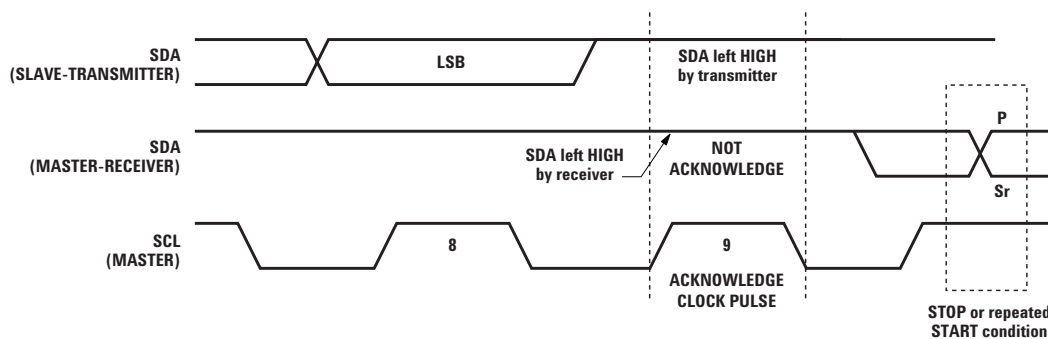 SDA
(SLAVE-TRANSMITTER)
LSB
SDA left HIGH
by transmitter
SDA
(MASTER-RECEIVER)
SDA left HIGH
by receiver
NOT
ACKNOWLEDGE
P
Sr
SCL
(MASTER)
8
9
ACKNOWLEDGE
CLOCK PULSE
STOP or repeated
START condition